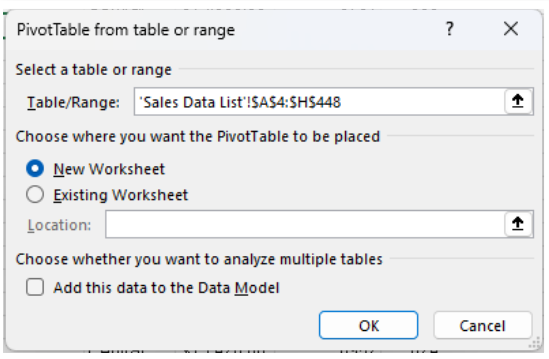 PivotTable from table or range ? ×
Select a table or range
Table/Range: 'Sales Data List'!$A$4:$H$448
Choose where you want the PivotTable to be placed
New Worksheet
Existing Worksheet
Location:
Choose whether you want to analyze multiple tables
Add this data to the Data Model
OK Cancel